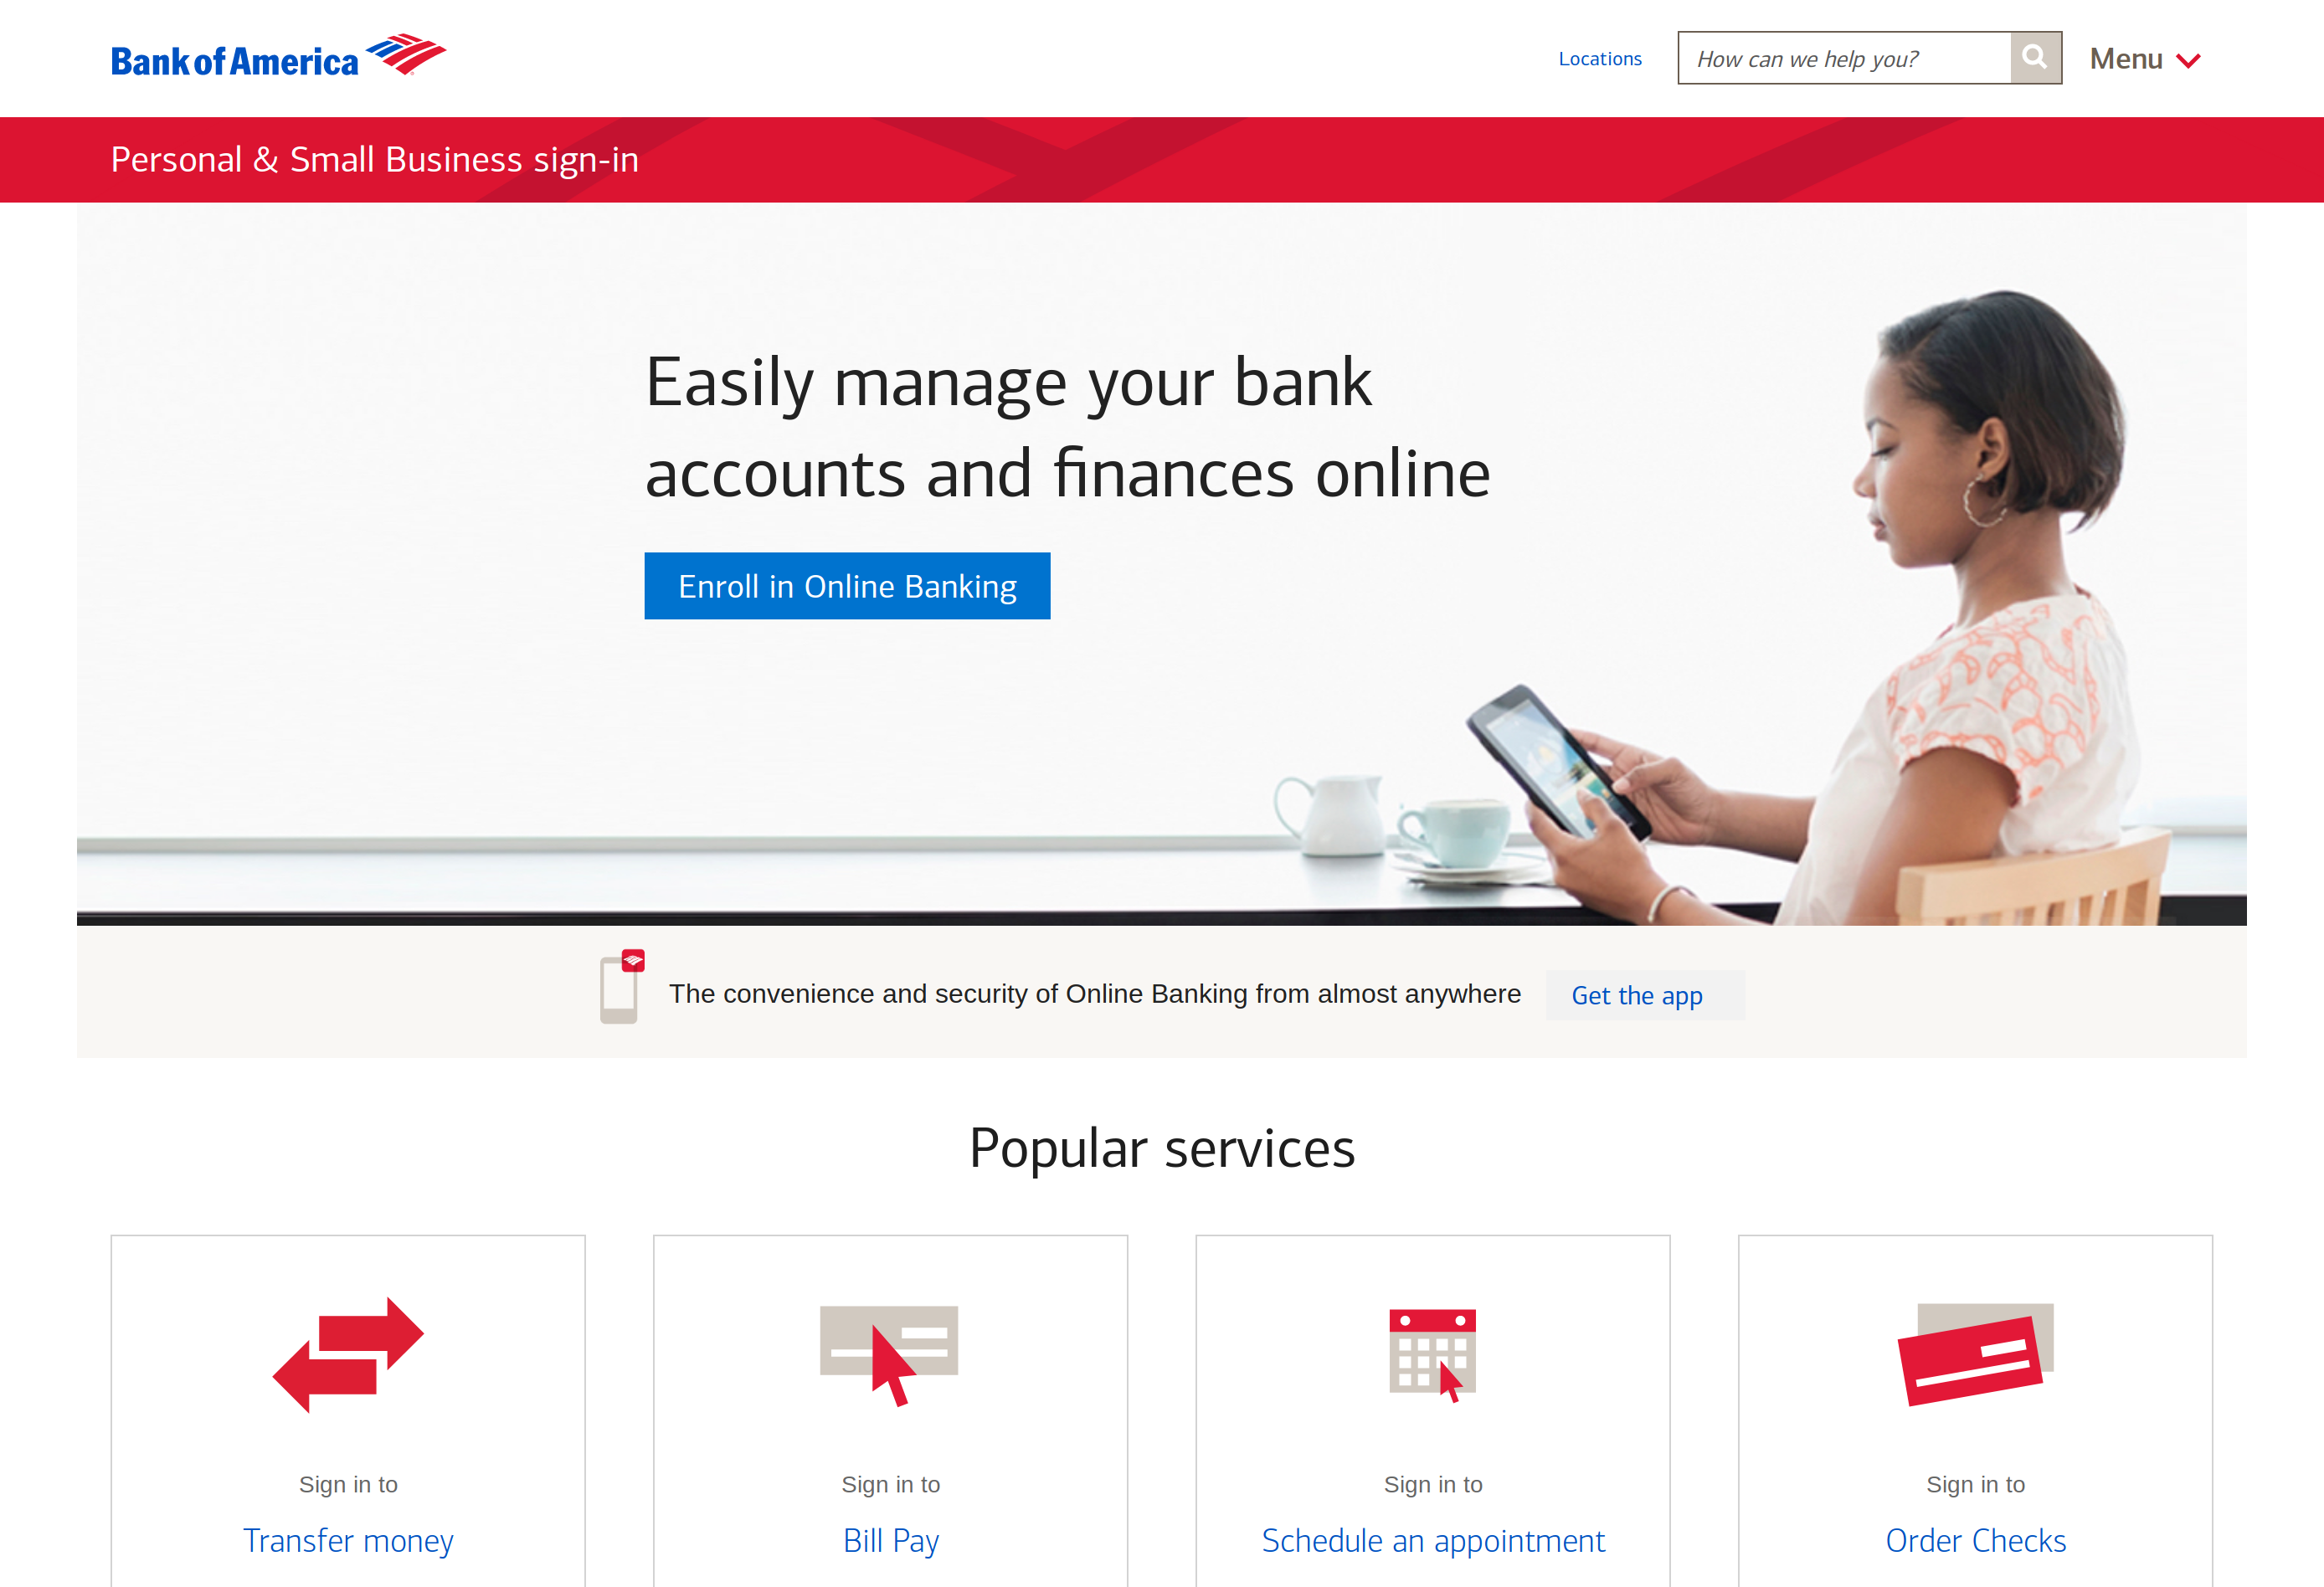 Bank of America
Locations
How can we help you?
Menu
Personal & Small Business sign-in
Easily manage your bank
accounts and finances online
Enroll in Online Banking
The convenience and security of Online Banking from almost anywhere
Get the app
Popular services
Sign in to
Transfer money
Sign in to
Bill Pay
Sign in to
Schedule an appointment
Sign in to
Order Checks